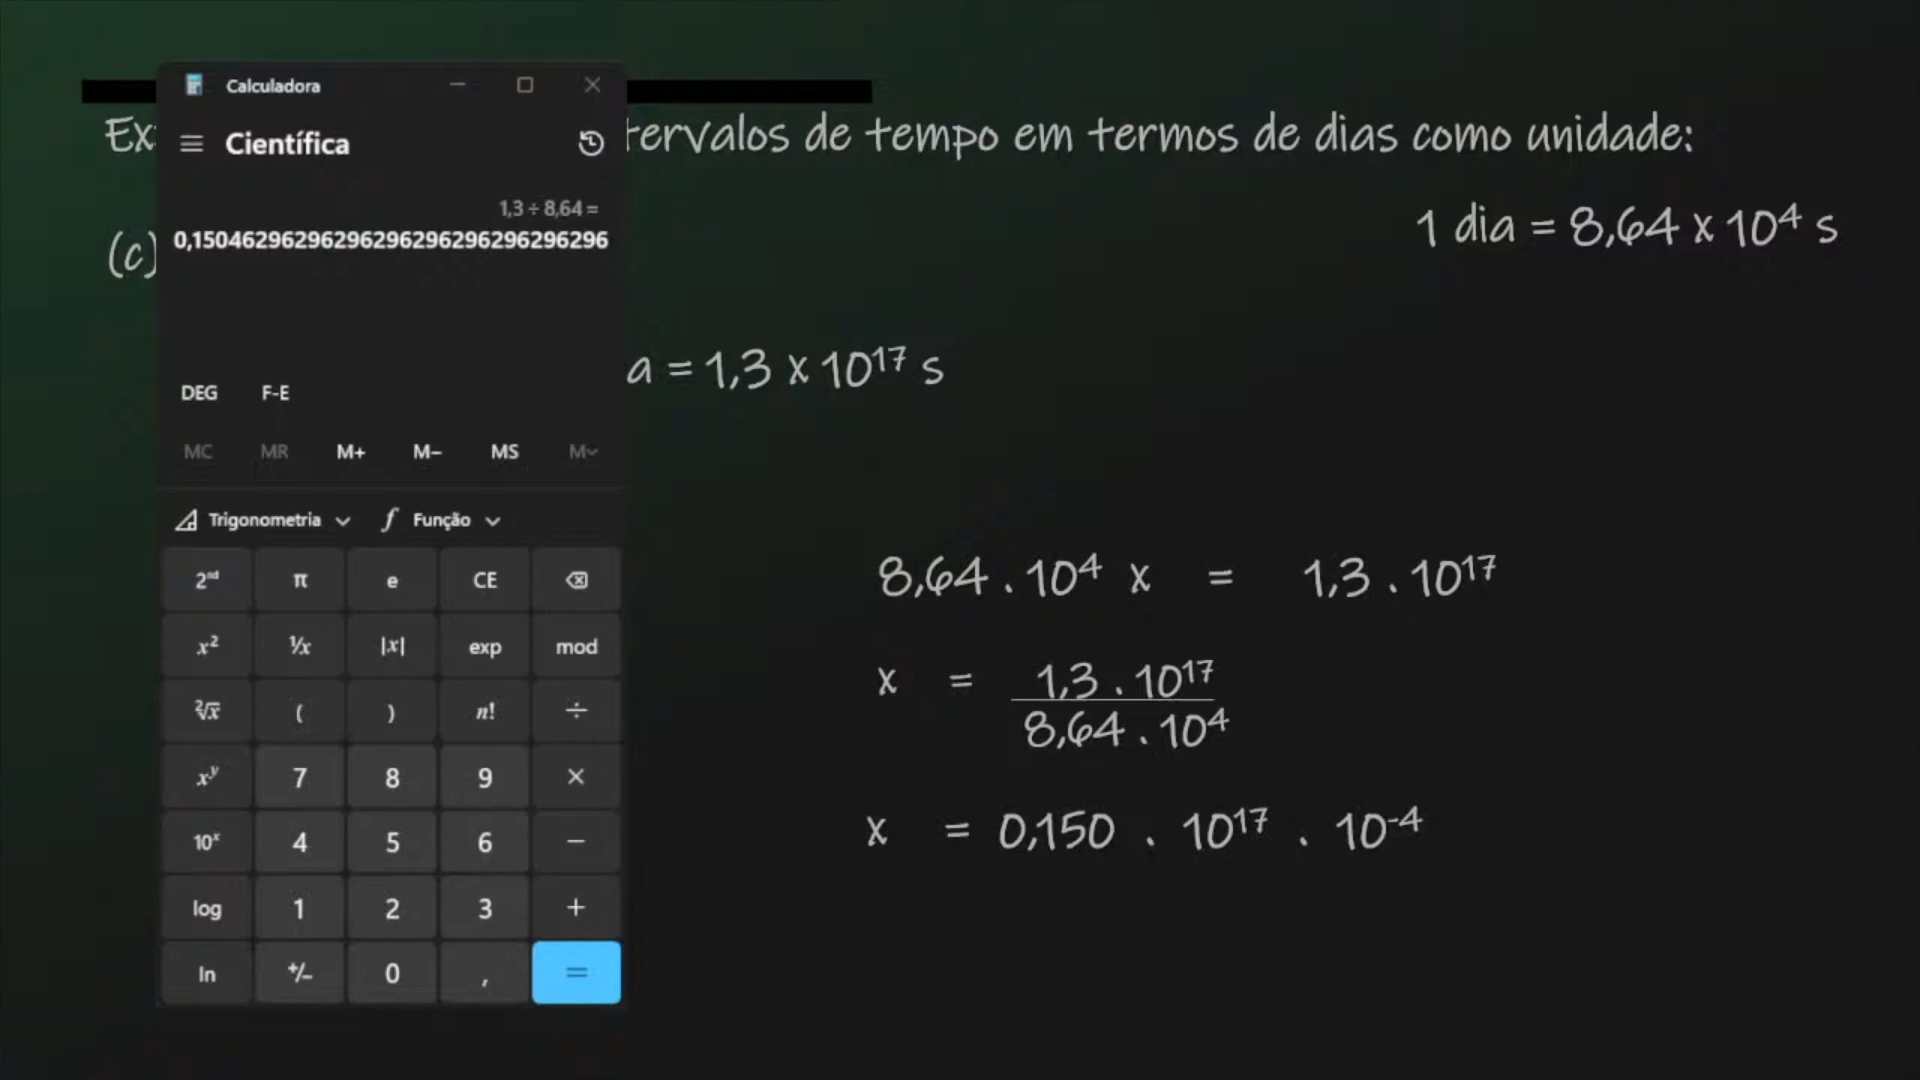 Calculadora
Científica
1,3 ÷ 8,64 =
0,1504629629629629629629629629629296
DEG F-E
MC MR M+ M− MS M
Trigonometria f Função
2ⁿᵈ π e CE
x² ¹/x |x| exp mod
²√x ( ) n! ÷
xʸ 7 8 9 ×
10ˣ 4 5 6 −
log 1 2 3 +
ln +/− 0 , =
Ex tervalos de tempo em termos de dias como unidade:
1 dia = 8,64 x 10⁴ s
(c)
a = 1,3 x 10¹⁷ s
8,64 . 10⁴ x = 1,3 . 10¹⁷
x = 1,3 . 10¹⁷
8,64 . 10⁴
x = 0,150 . 10¹⁷ . 10⁻⁴